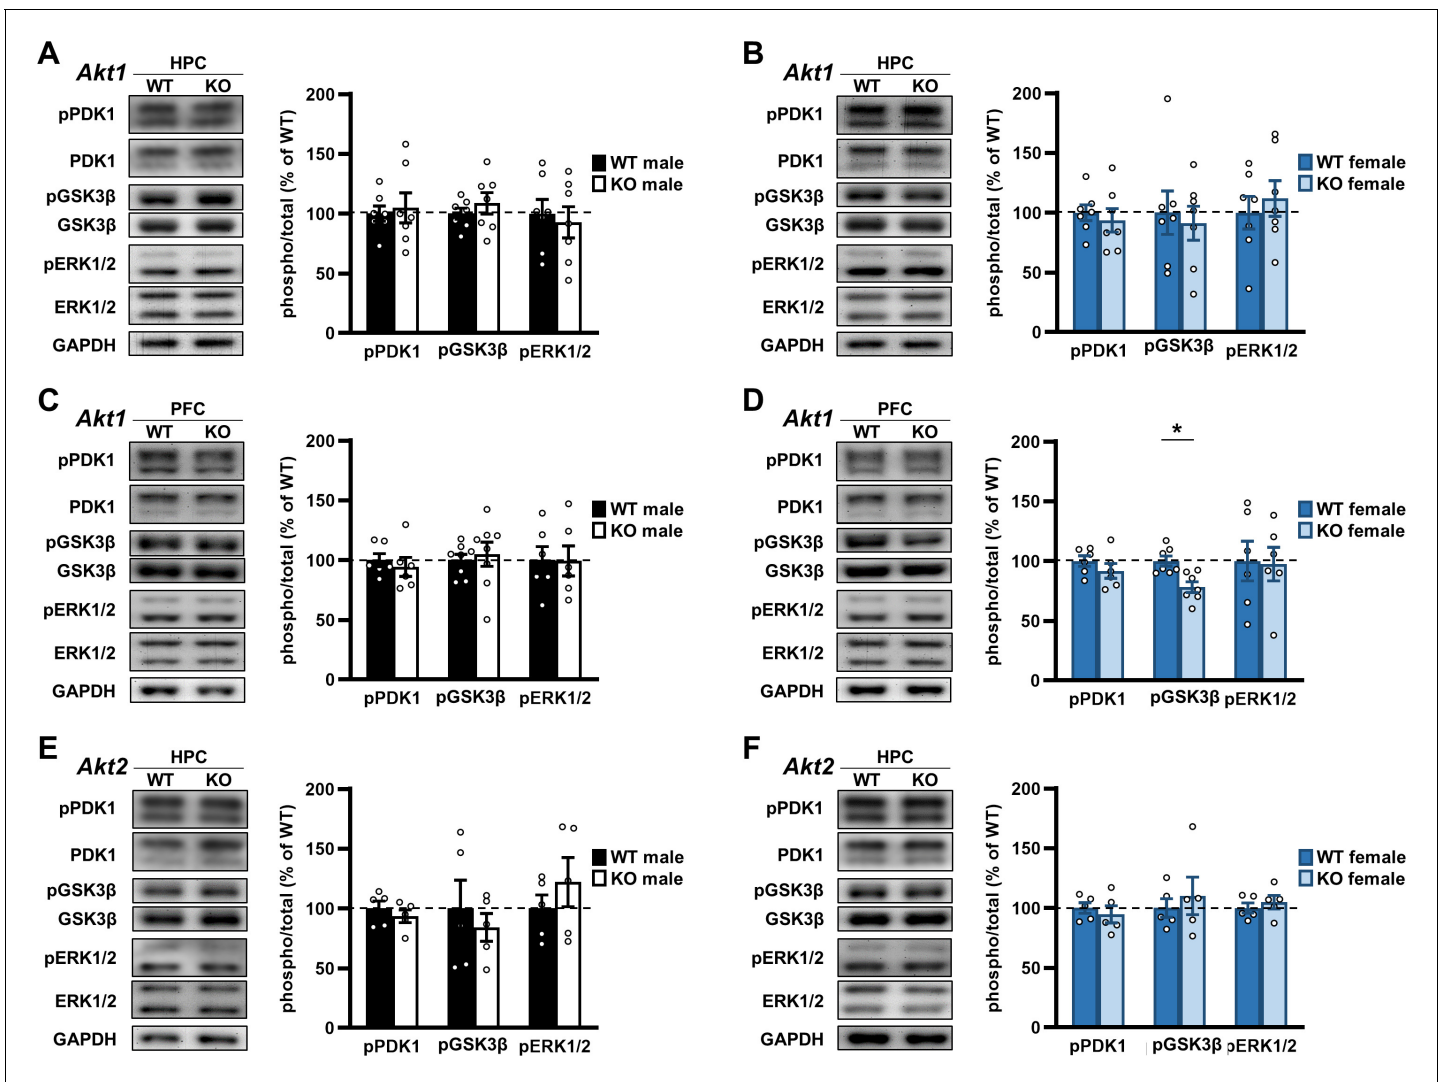 A
Akt1
HPC
WT KO
pPDK1
PDK1
pGSK3β
GSK3β
pERK1/2
ERK1/2
GAPDH
phospho/total (% of WT)
200
150
100
50
0
pPDK1 pGSK3β pERK1/2
WT male
KO male
B
Akt1
HPC
WT KO
pPDK1
PDK1
pGSK3β
GSK3β
pERK1/2
ERK1/2
GAPDH
phospho/total (% of WT)
200
150
100
50
0
pPDK1 pGSK3β pERK1/2
WT female
KO female
C
Akt1
PFC
WT KO
pPDK1
PDK1
pGSK3β
GSK3β
pERK1/2
ERK1/2
GAPDH
phospho/total (% of WT)
200
150
100
50
0
pPDK1 pGSK3β pERK1/2
WT male
KO male
D
Akt1
PFC
WT KO
pPDK1
PDK1
pGSK3β
GSK3β
pERK1/2
ERK1/2
GAPDH
phospho/total (% of WT)
200
150
100
50
0
*
pPDK1 pGSK3β pERK1/2
WT female
KO female
E
Akt2
HPC
WT KO
pPDK1
PDK1
pGSK3β
GSK3β
pERK1/2
ERK1/2
GAPDH
phospho/total (% of WT)
200
150
100
50
0
pPDK1 pGSK3β pERK1/2
WT male
KO male
F
Akt2
HPC
WT KO
pPDK1
PDK1
pGSK3β
GSK3β
pERK1/2
ERK1/2
GAPDH
phospho/total (% of WT)
200
150
100
50
0
pPDK1 pGSK3β pERK1/2
WT female
KO female